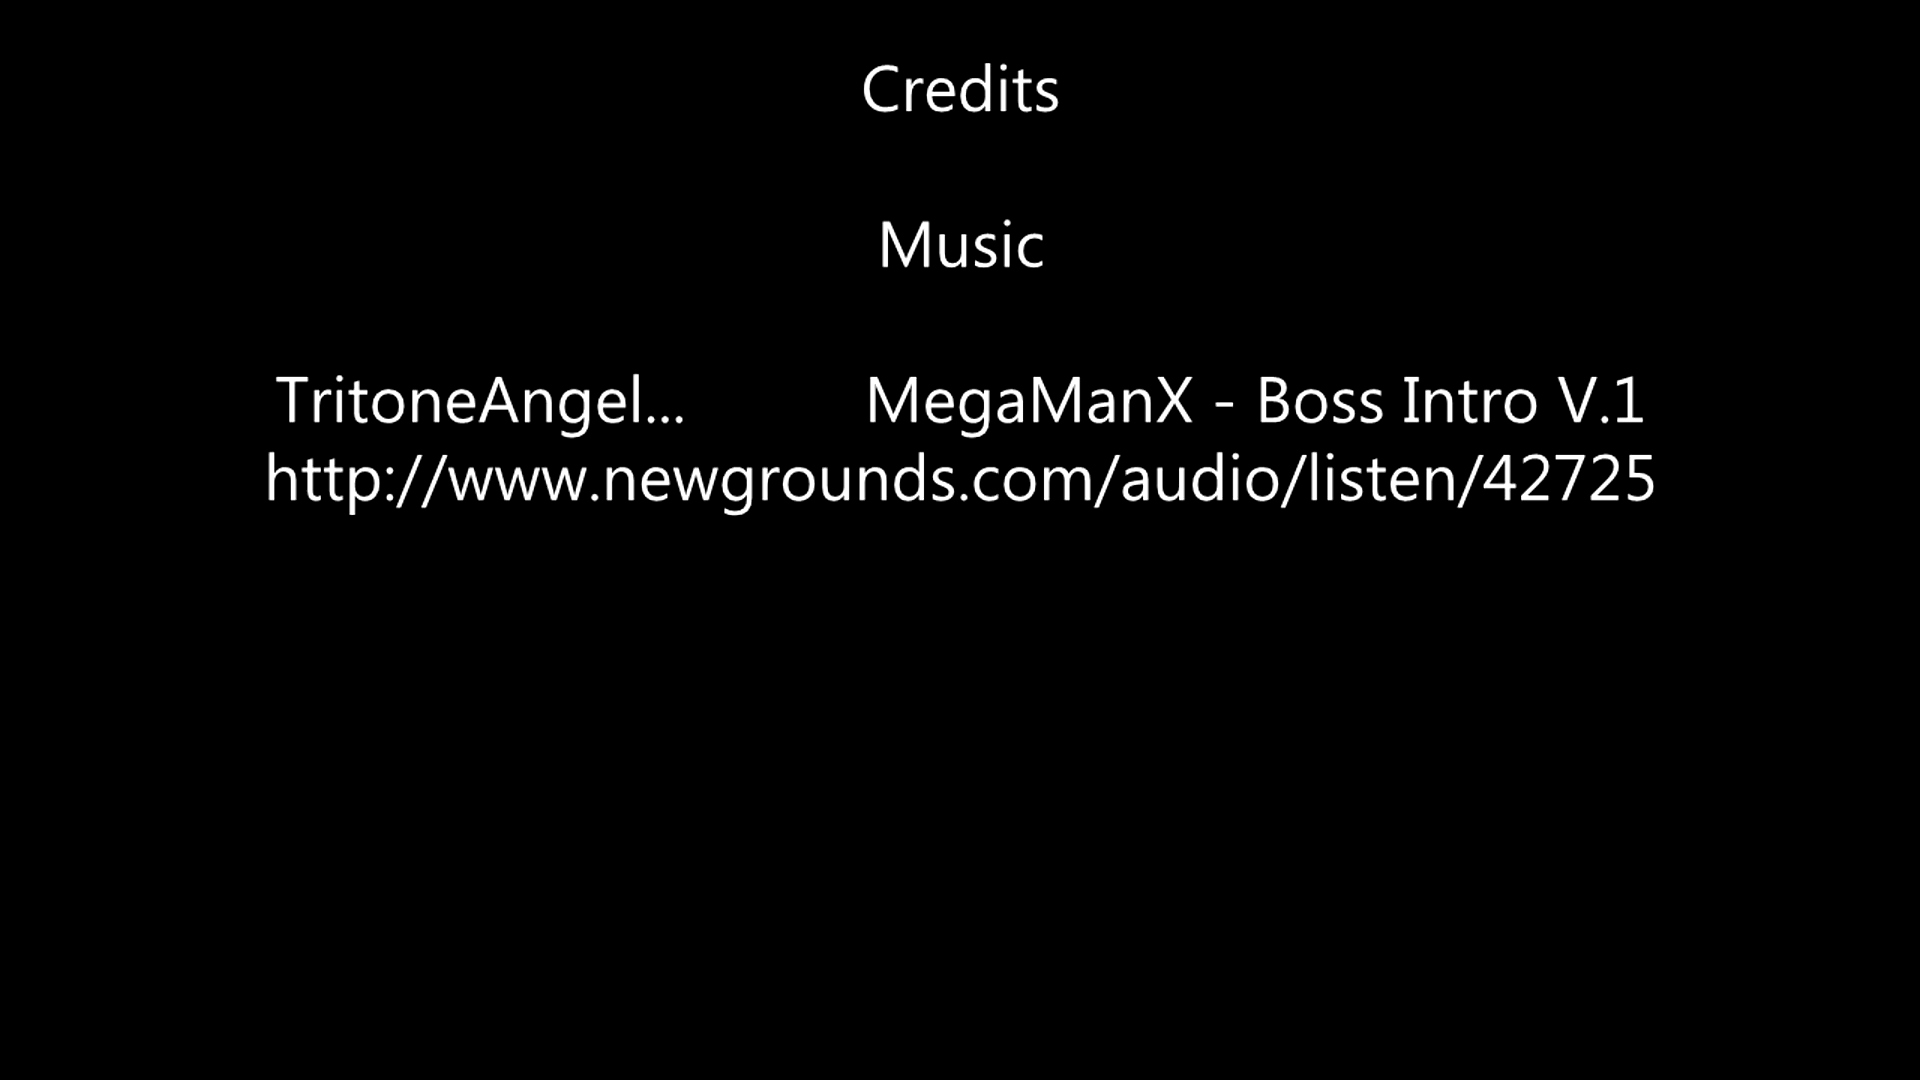 Credits
Music
TritoneAngel... MegaManX - Boss Intro V.1
http://www.newgrounds.com/audio/listen/42725